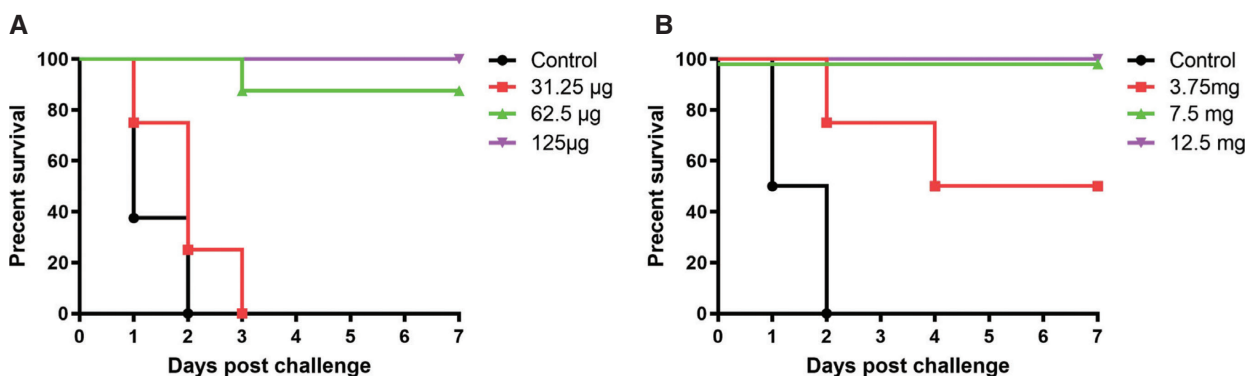 A
Precent survival
100
80
60
40
20
0
0 1 2 3 4 5 6 7
Days post challenge
Control
31.25 µg
62.5 µg
125µg
B
Precent survival
100
80
60
40
20
0
0 1 2 3 4 5 6 7
Days post challenge
Control
3.75mg
7.5 mg
12.5 mg